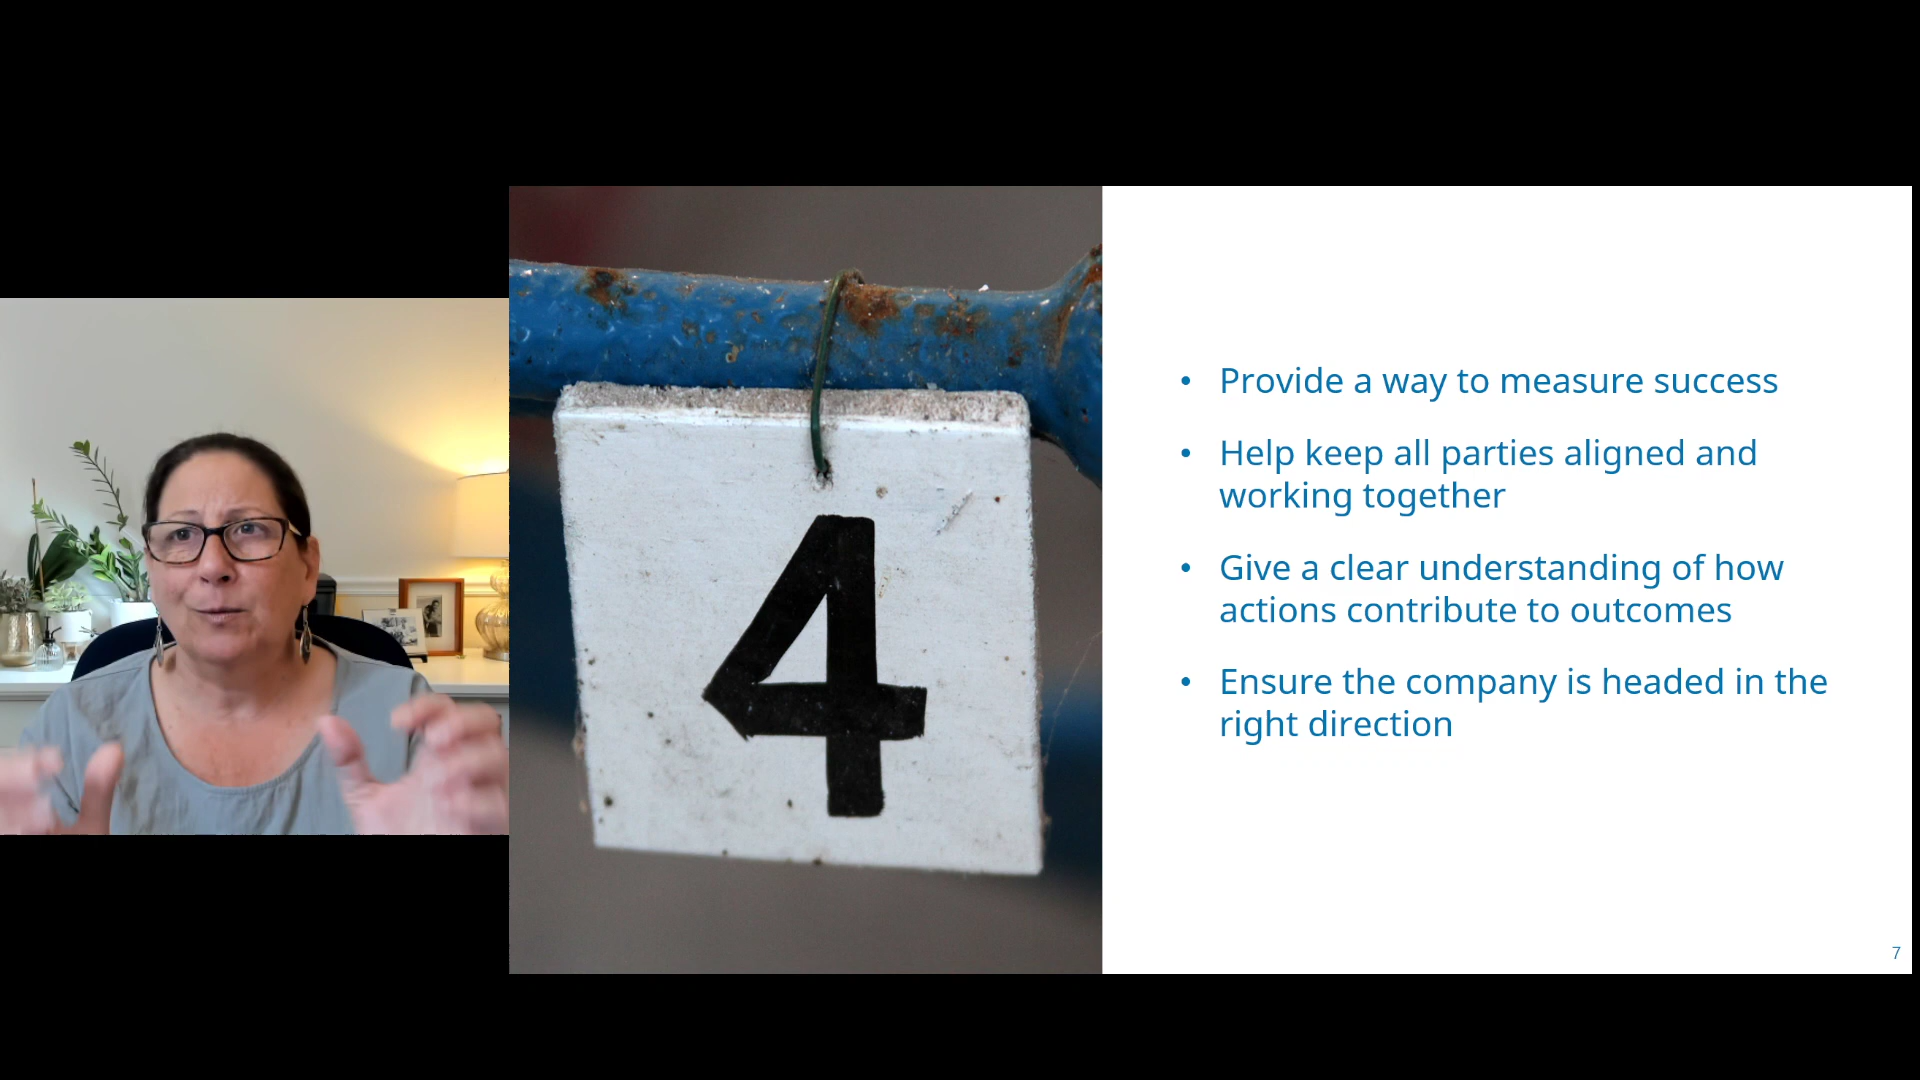 4
• Provide a way to measure success
• Help keep all parties aligned and
working together
• Give a clear understanding of how
actions contribute to outcomes
• Ensure the company is headed in the
right direction
7